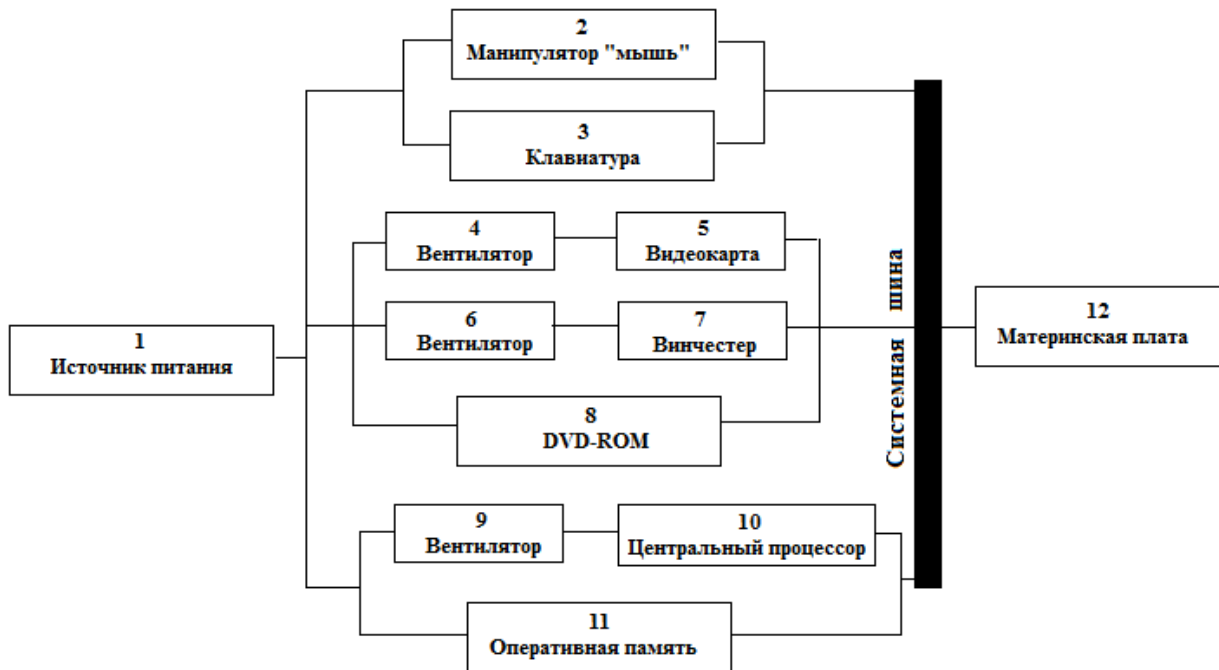 2
Манипулятор "мышь"
3
Клавиатура
4
Вентилятор
5
Видеокарта
6
Вентилятор
7
Винчестер
8
DVD-ROM
1
Источник питания
9
Вентилятор
10
Центральный процессор
11
Оперативная память
Системная шина
12
Материнская плата